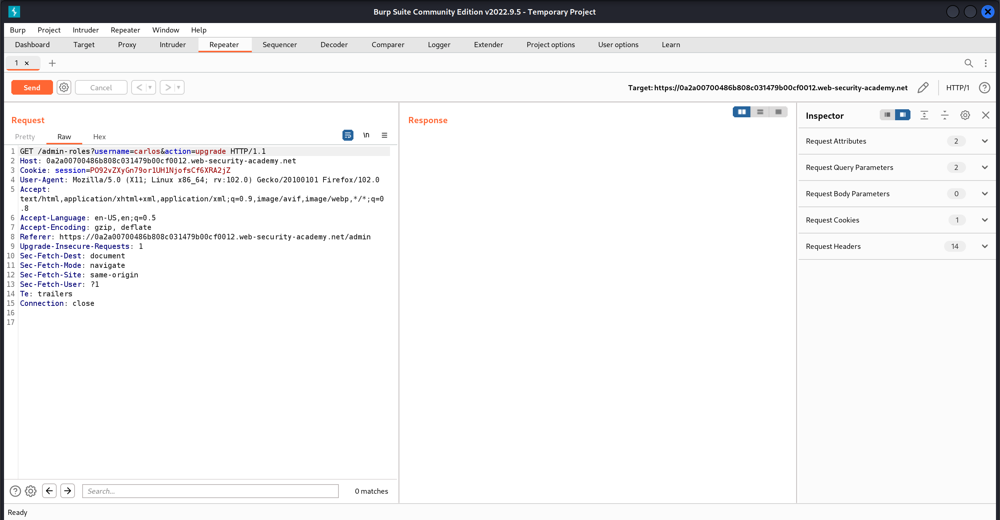 Burp Suite Community Edition v2022.9.5 - Temporary Project
Burp Project Intruder Repeater Window Help
Dashboard Target Proxy Intruder Repeater Sequencer Decoder Comparer Logger Extender Project options User options Learn
1 × +
Send Cancel < > Target: https://0a2a00700486b808c031479b00cf0012.web-security-academy.net HTTP/1 ?
Request
Pretty Raw Hex \n
1 GET /admin-roles?username=carlos&action=upgrade HTTP/1.1
2 Host: 0a2a00700486b808c031479b00cf0012.web-security-academy.net
3 Cookie: session=PO92vZXyGn79or1UH1NjofsCf6XRA2jZ
4 User-Agent: Mozilla/5.0 (X11; Linux x86_64; rv:102.0) Gecko/20100101 Firefox/102.0
5 Accept:
text/html,application/xhtml+xml,application/xml;q=0.9,image/avif,image/webp,*/*;q=0
.8
6 Accept-Language: en-US,en;q=0.5
7 Accept-Encoding: gzip, deflate
8 Referer: https://0a2a00700486b808c031479b00cf0012.web-security-academy.net/admin
9 Upgrade-Insecure-Requests: 1
10 Sec-Fetch-Dest: document
11 Sec-Fetch-Mode: navigate
12 Sec-Fetch-Site: same-origin
13 Sec-Fetch-User: ?1
14 Te: trailers
15 Connection: close
16
17
? Search... 0 matches
Response
Inspector
Request Attributes 2
Request Query Parameters 2
Request Body Parameters 0
Request Cookies 1
Request Headers 14
Ready